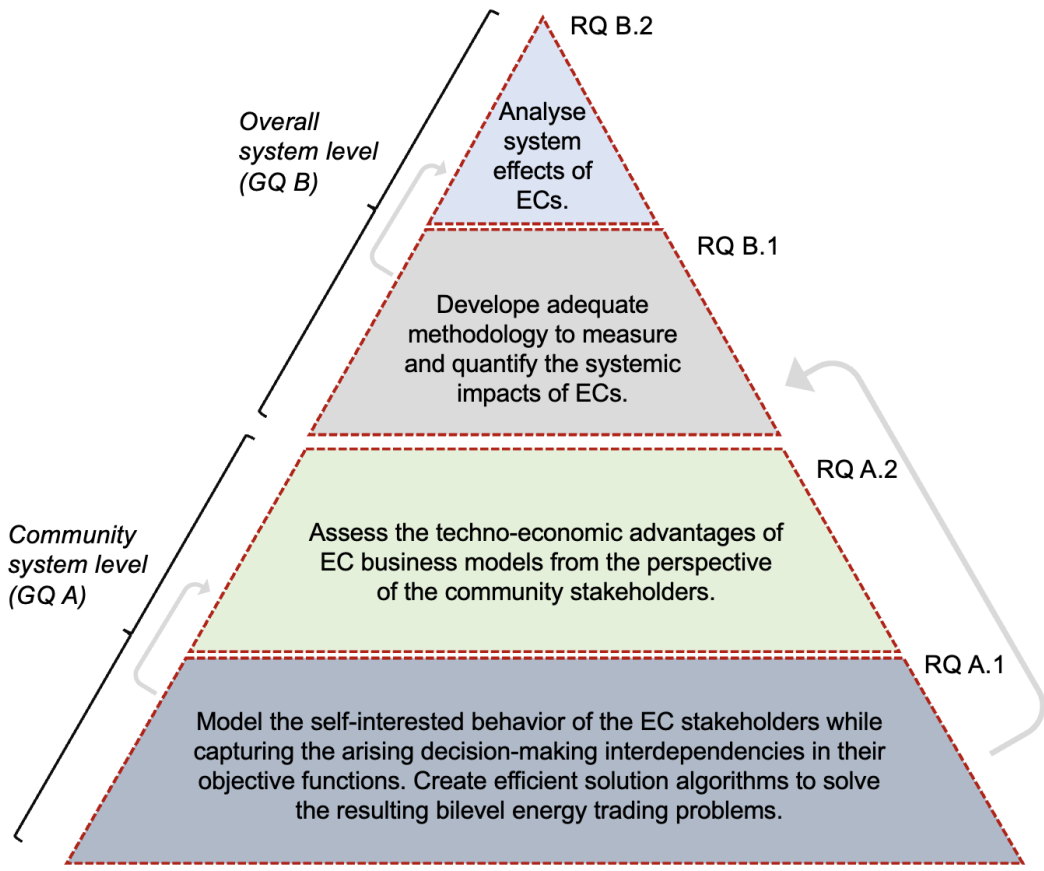 RQ B.2
Overall
system level
(GQ B)
Analyse
system
effects of
ECs.
RQ B.1
Develope adequate
methodology to measure
and quantify the systemic
impacts of ECs.
RQ A.2
Community
system level
(GQ A)
Assess the techno-economic advantages of
EC business models from the perspective
of the community stakeholders.
RQ A.1
Model the self-interested behavior of the EC stakeholders while
capturing the arising decision-making interdependencies in their
objective functions. Create efficient solution algorithms to solve
the resulting bilevel energy trading problems.